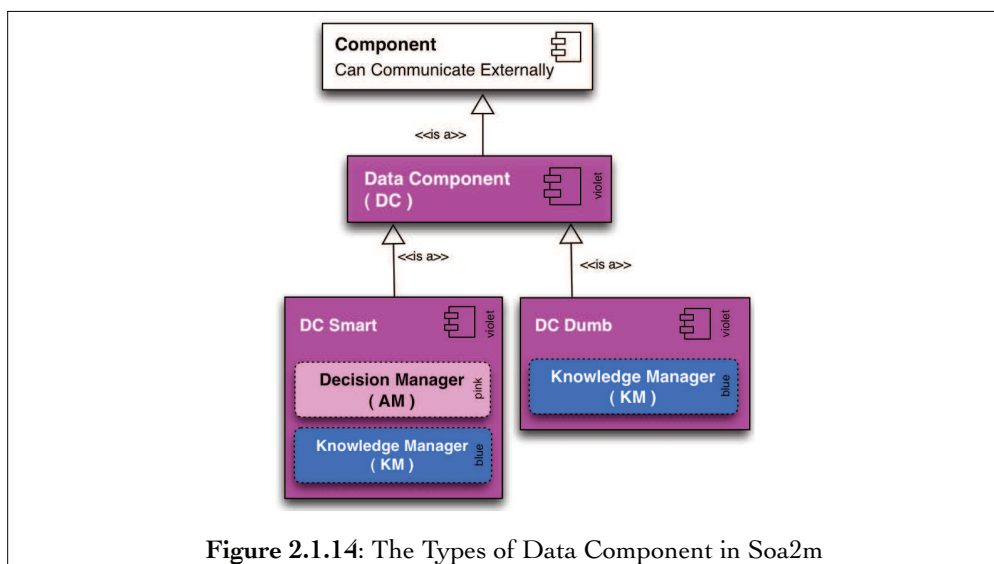 Component
Can Communicate Externally
<<is a>>
Data Component
( DC )
violet
<<is a>>
<<is a>>
DC Smart
violet
Decision Manager
( AM )
pink
Knowledge Manager
( KM )
blue
DC Dumb
violet
Knowledge Manager
( KM )
blue
Figure 2.1.14: The Types of Data Component in Soa2m